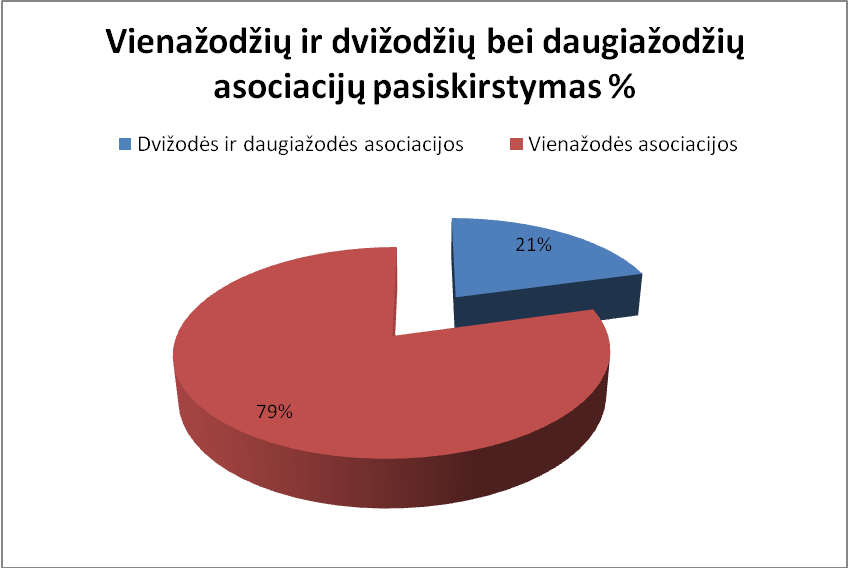 Vienažodžių ir dvižodžių bei daugiažodžių
asociacijų pasiskirstymas %
Dvižodės ir daugiažodės asociacijos
Vienažodės asociacijos
21%
79%